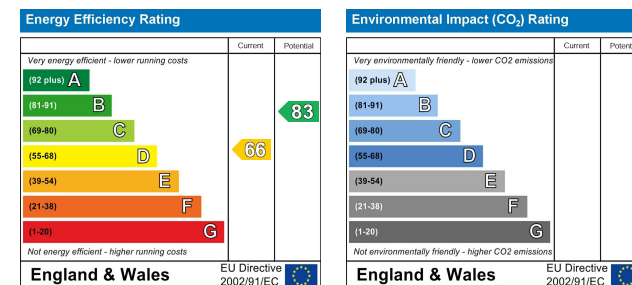 Energy Efficiency Rating
Current Potential
Very energy efficient - lower running costs
(92 plus) A
(81-91) B
(69-80) C
(55-68) D
(39-54) E
(21-38) F
(1-20) G
83
66
Not energy efficient - higher running costs
England & Wales
EU Directive
2002/91/EC
Environmental Impact (CO₂) Rating
Current Potent
Very environmentally friendly - lower CO2 emissions
(92 plus) A
(81-91) B
(69-80) C
(55-68) D
(39-54) E
(21-38) F
(1-20) G
Not environmentally friendly - higher CO2 emissions
England & Wales
EU Directive
2002/91/EC